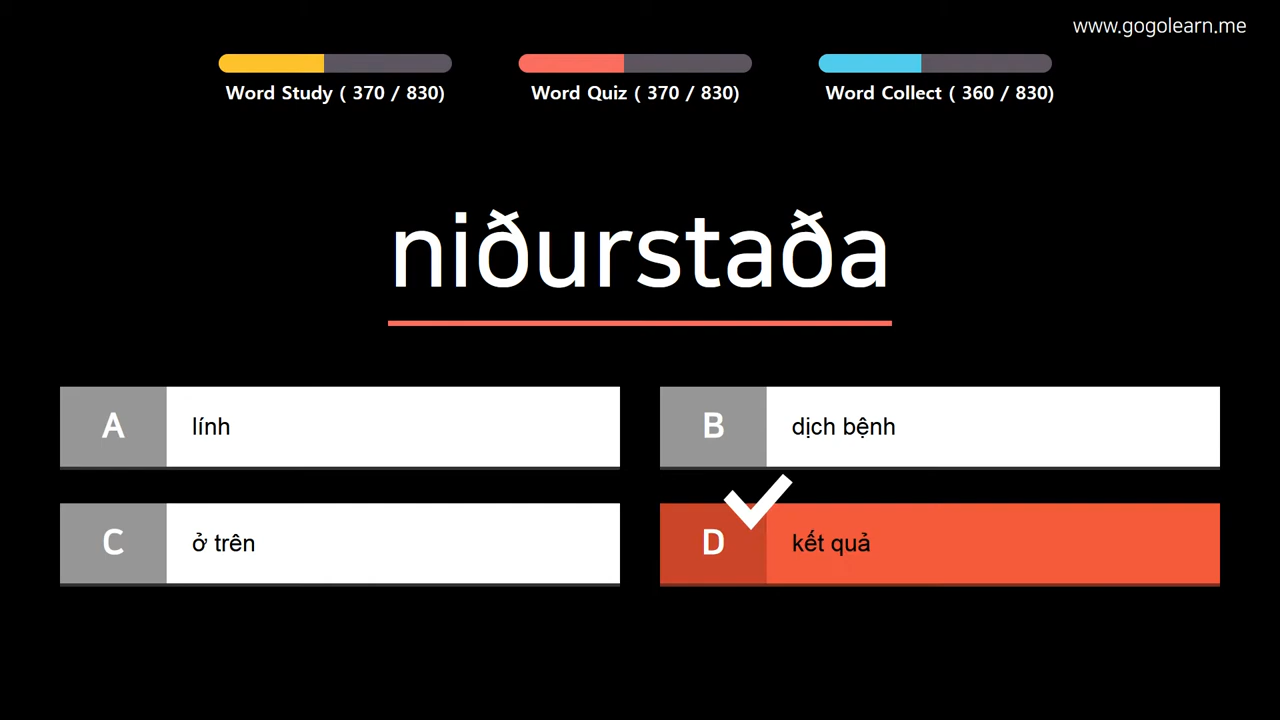 www.gogolearn.me
Word Study ( 370 / 830)
Word Quiz ( 370 / 830)
Word Collect ( 360 / 830)
niðurstaða
A lính
B dịch bệnh
C ở trên
D kết quả